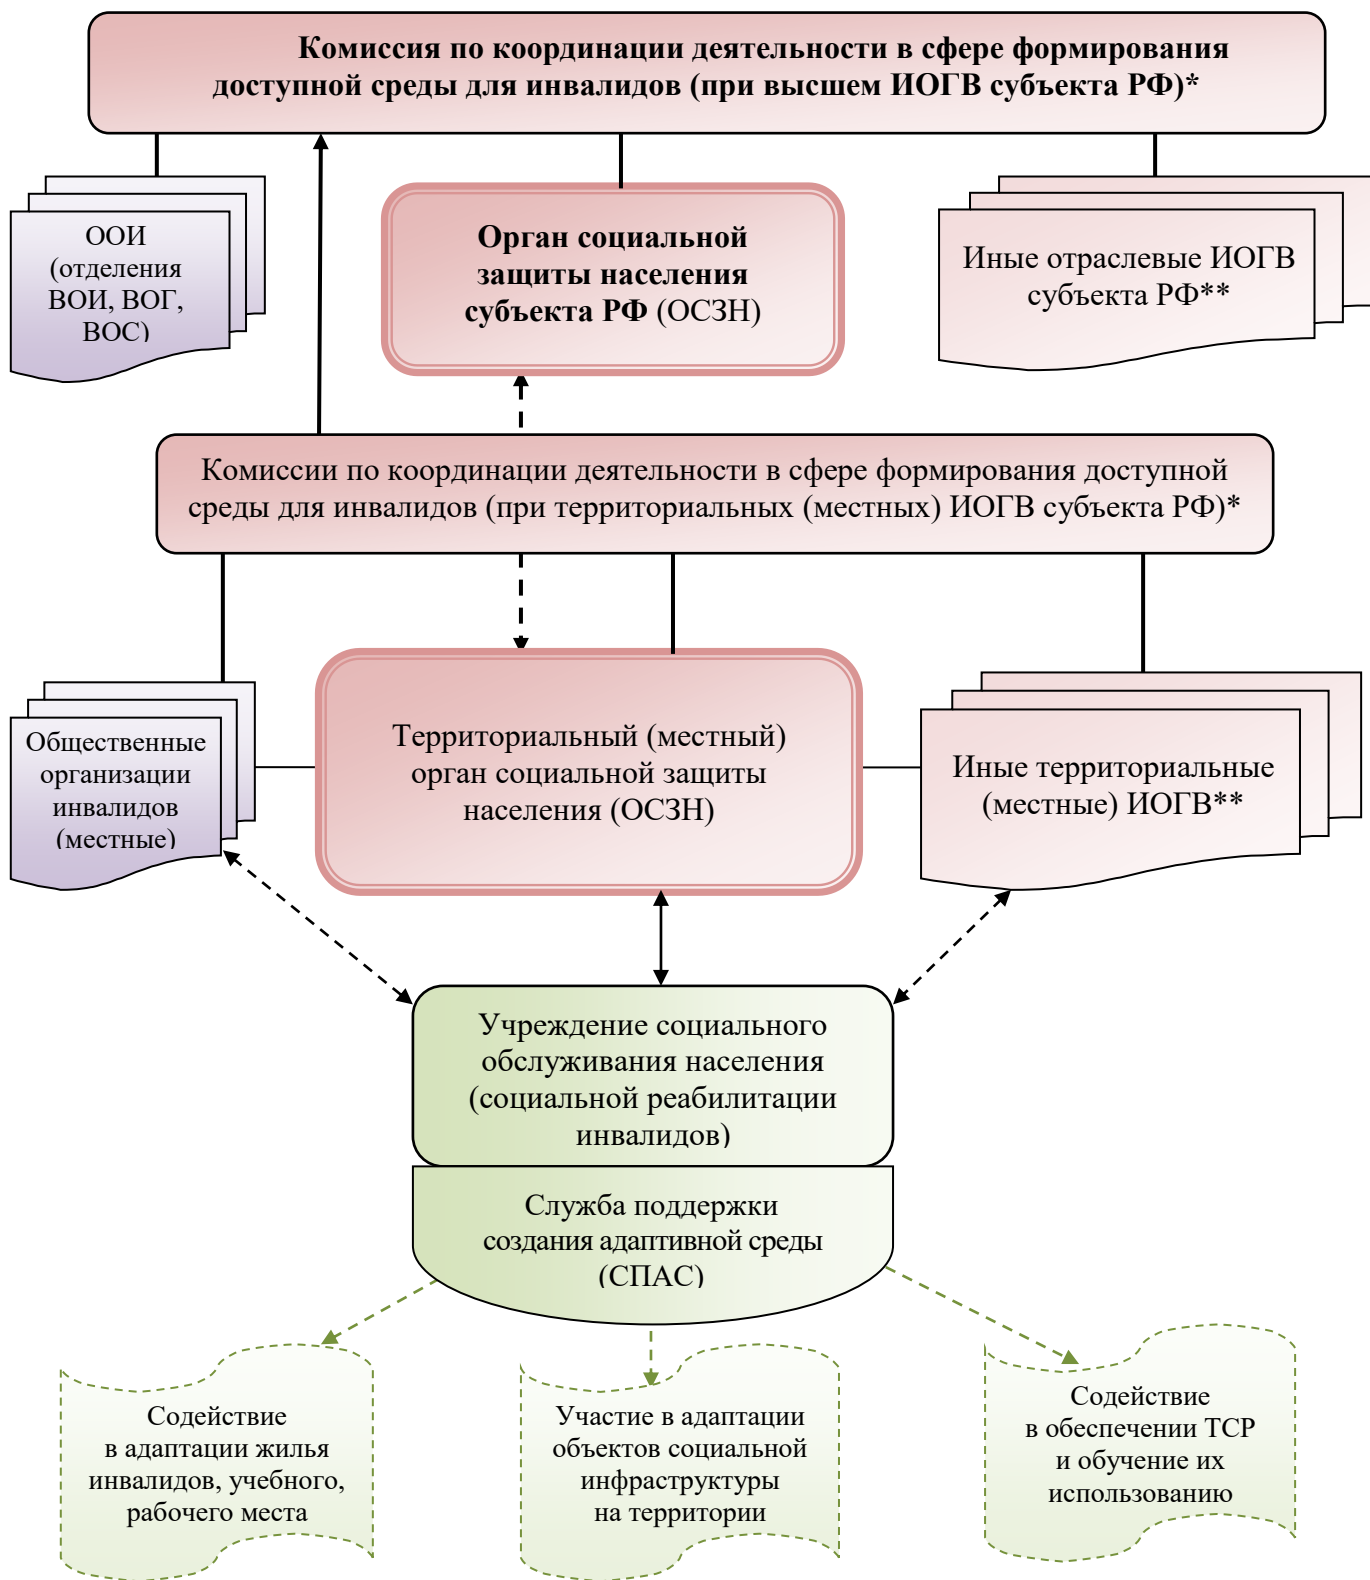 Комиссия по координации деятельности в сфере формирования
доступной среды для инвалидов (при высшем ИОГВ субъекта РФ)*
ООИ
(отделения
ВОИ, ВОГ,
ВОС)
Орган социальной
защиты населения
субъекта РФ (ОСЗН)
Иные отраслевые ИОГВ
субъекта РФ**
Комиссии по координации деятельности в сфере формирования доступной
среды для инвалидов (при территориальных (местных) ИОГВ субъекта РФ)*
Общественные
организации
инвалидов
(местные)
Территориальный (местный)
орган социальной защиты
населения (ОСЗН)
Иные территориальные
(местные) ИОГВ**
Учреждение социального
обслуживания населения
(социальной реабилитации
инвалидов)
Служба поддержки
создания адаптивной среды
(СПАС)
Содействие
в адаптации жилья
инвалидов, учебного,
рабочего места
Участие в адаптации
объектов социальной
инфраструктуры
на территории
Содействие
в обеспечении ТСР
и обучение их
использованию